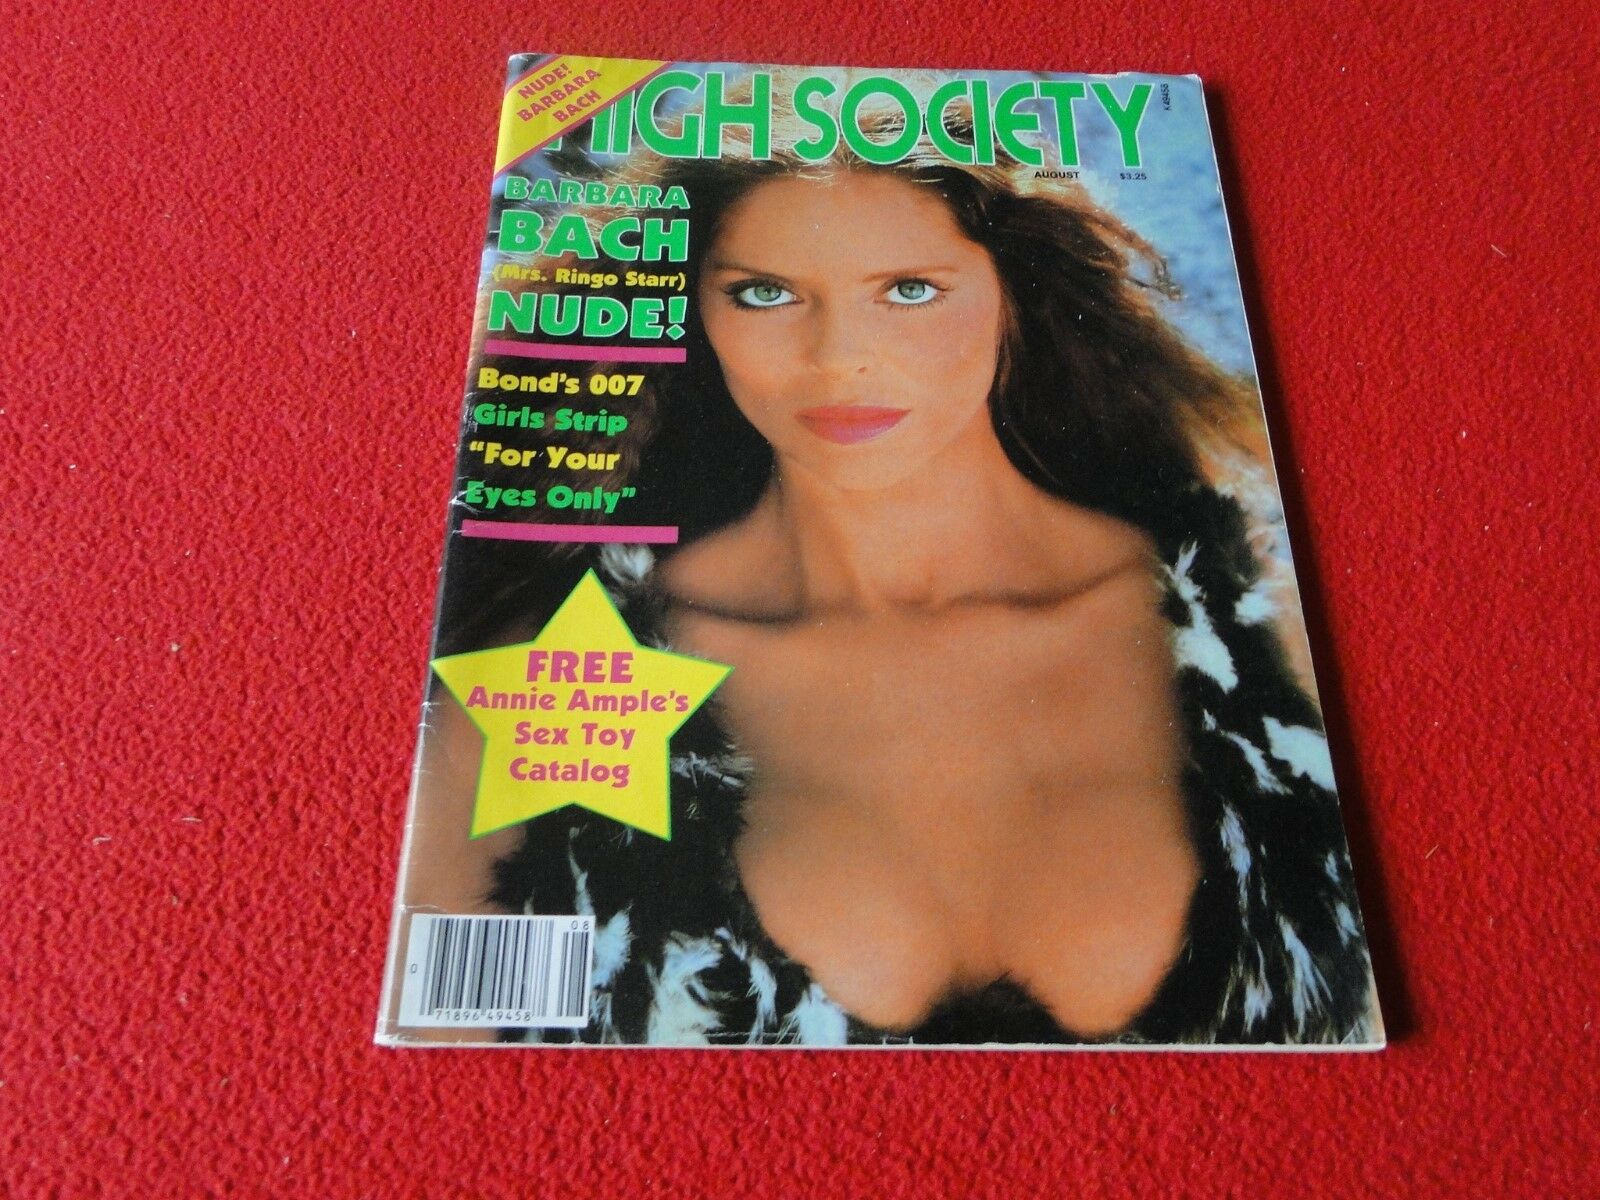 NUDE!
BARBARA
BACH
HIGH SOCIETY
K49458
AUGUST $3.25
BARBARA
BACH
(Mrs. Ringo Starr)
NUDE!
Bond's 007
Girls Strip
"For Your
Eyes Only"
FREE
Annie Ample's
Sex Toy
Catalog
08
0 71896 49458